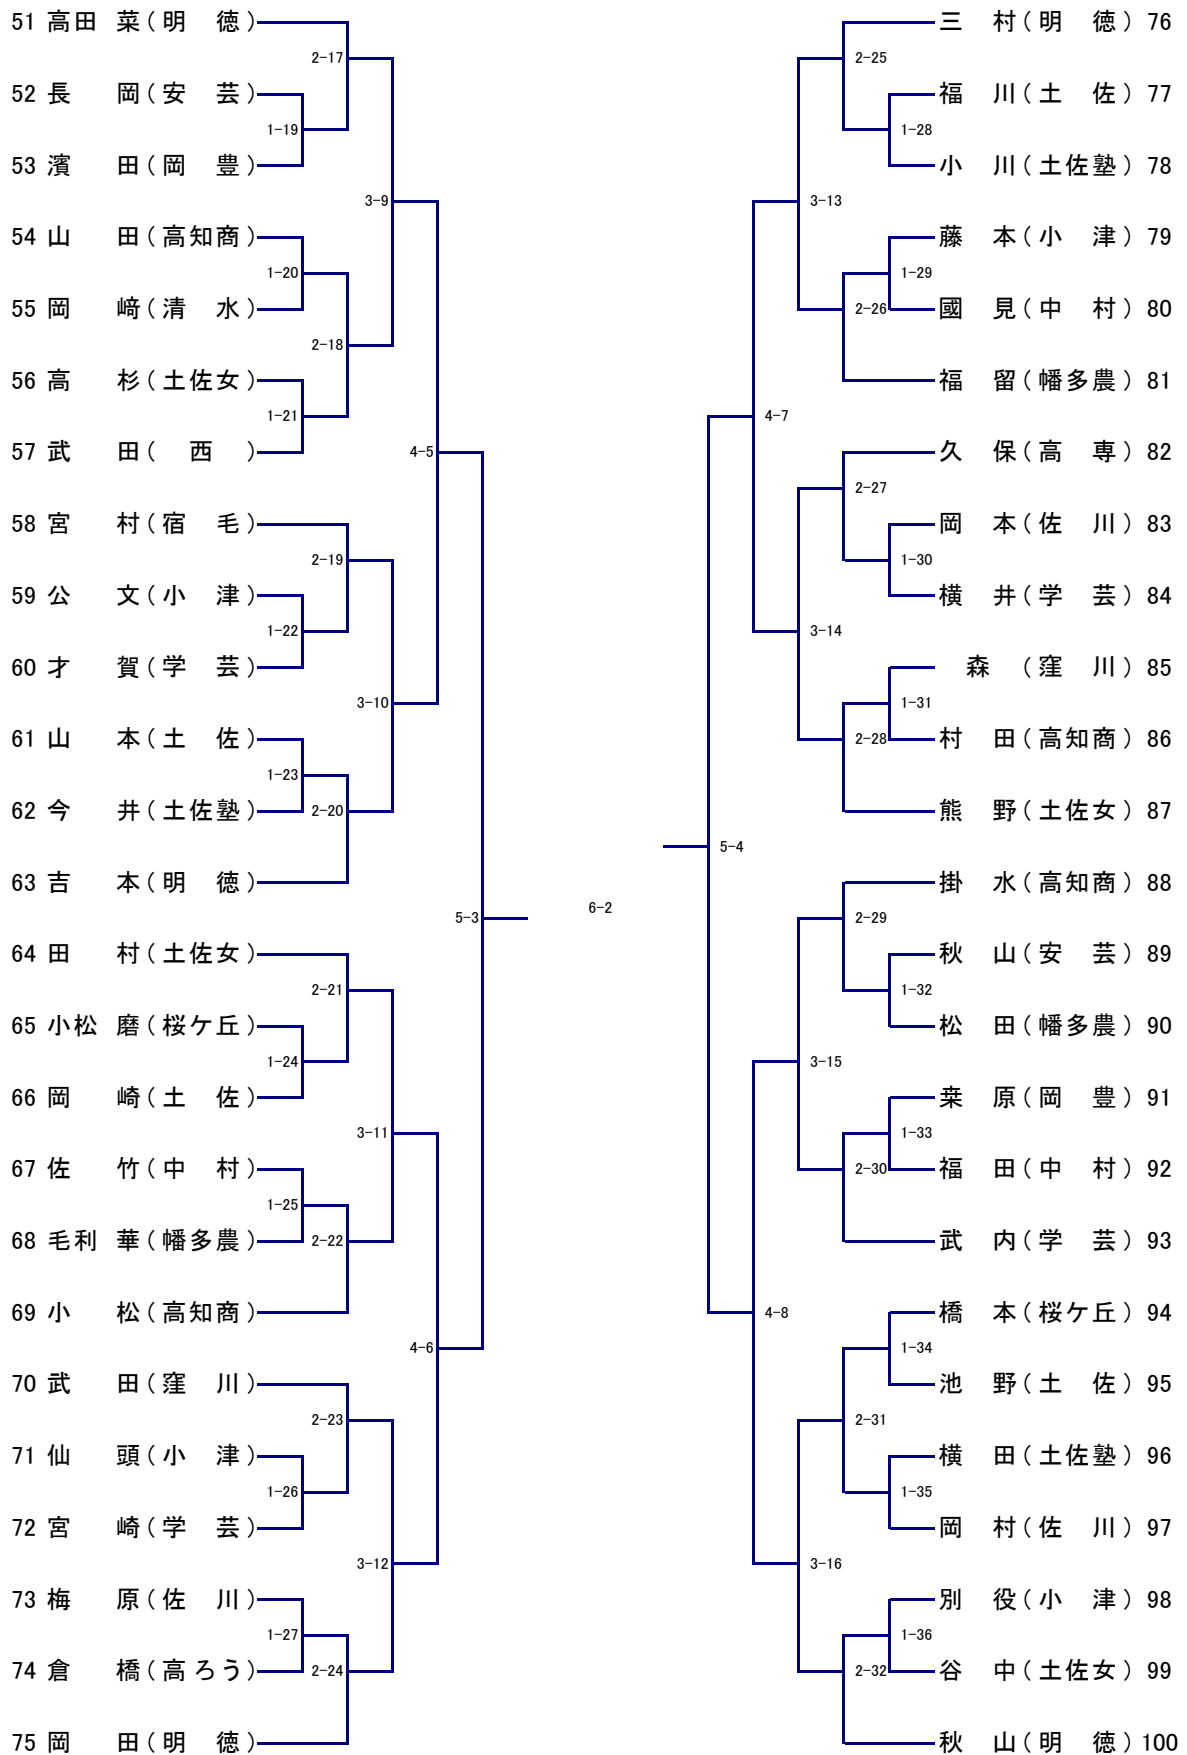 51 高田 菜(明 徳)
2-17
52 長 岡(安 芸)
1-19
53 濱 田(岡 豊)
3-9
54 山 田(高知商)
1-20
55 岡 﨑(清 水)
2-18
56 高 杉(土佐女)
1-21
57 武 田( 西 )
4-5
58 宮 村(宿 毛)
2-19
59 公 文(小 津)
1-22
60 才 賀(学 芸)
3-10
61 山 本(土 佐)
1-23
62 今 井(土佐塾)
2-20
63 吉 本(明 徳)
5-3
64 田 村(土佐女)
2-21
65 小松 磨(桜ケ丘)
1-24
66 岡 崎(土 佐)
3-11
67 佐 竹(中 村)
1-25
68 毛利 華(幡多農)
2-22
69 小 松(高知商)
4-6
70 武 田(窪 川)
2-23
71 仙 頭(小 津)
1-26
72 宮 崎(学 芸)
3-12
73 梅 原(佐 川)
1-27
74 倉 橋(高ろう)
2-24
75 岡 田(明 徳)
6-2
三 村(明 徳) 76
2-25
福 川(土 佐) 77
1-28
小 川(土佐塾) 78
3-13
藤 本(小 津) 79
1-29
國 見(中 村) 80
2-26
福 留(幡多農) 81
4-7
久 保(高 専) 82
2-27
岡 本(佐 川) 83
1-30
横 井(学 芸) 84
3-14
森 (窪 川) 85
1-31
村 田(高知商) 86
2-28
熊 野(土佐女) 87
5-4
掛 水(高知商) 88
2-29
秋 山(安 芸) 89
1-32
松 田(幡多農) 90
3-15
桒 原(岡 豊) 91
1-33
福 田(中 村) 92
2-30
武 内(学 芸) 93
4-8
橋 本(桜ケ丘) 94
1-34
池 野(土 佐) 95
2-31
横 田(土佐塾) 96
1-35
岡 村(佐 川) 97
3-16
別 役(小 津) 98
1-36
谷 中(土佐女) 99
2-32
秋 山(明 徳) 100